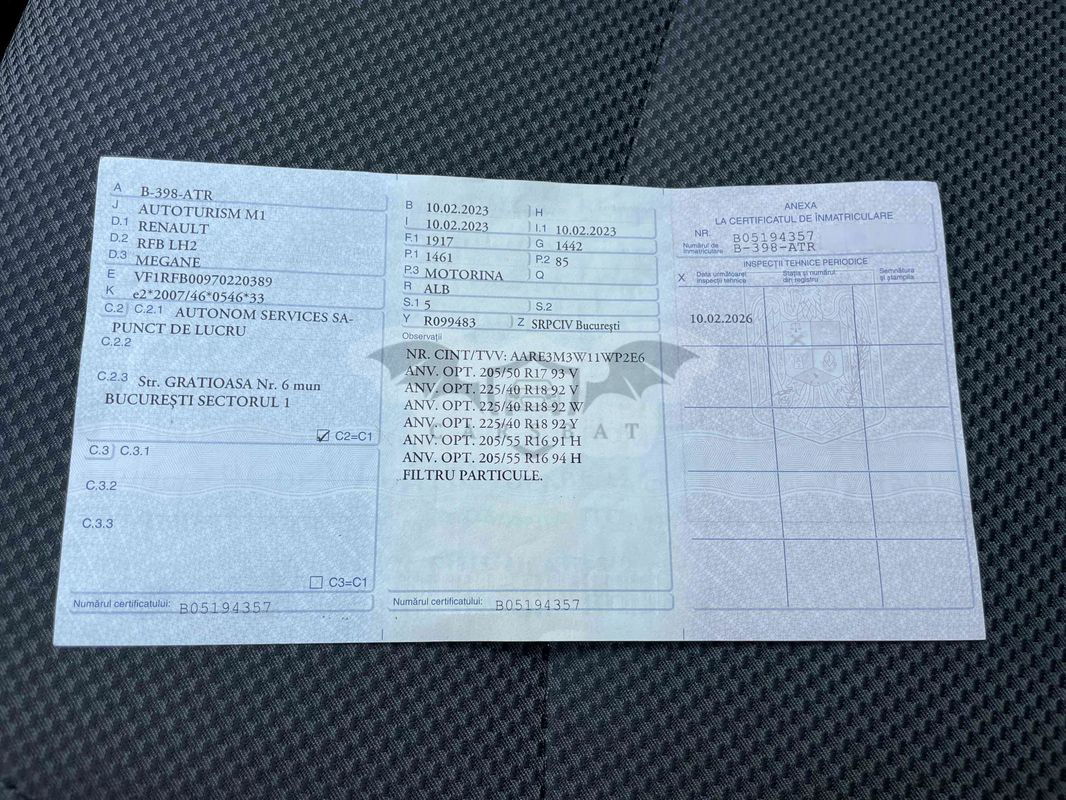 A B-398-ATR
J AUTOTURISM M1
D.1 RENAULT
D.2 RFB LH2
D.3 MEGANE
E VF1RFB00970220389
K e2*2007/46*0546*33
C.2 C.2.1 AUTONOM SERVICES SA-
PUNCT DE LUCRU
C.2.2
C.2.3 Str. GRATIOASA Nr. 6 mun
BUCUREȘTI SECTORUL 1
C2=C1
C.3 C.3.1
C.3.2
C.3.3
C3=C1
Numărul certificatului: B05194357
B 10.02.2023 H
I 10.02.2023 I.1 10.02.2023
F.1 1917 G 1442
P.1 1461 P.2 85
P.3 MOTORINA Q
R ALB
S.1 5 S.2
Y R099483 Z SRPCIV București
Observații
NR. CINT/TVV: AARE3M3W11WP2E6
ANV. OPT. 205/50 R17 93 V
ANV. OPT. 225/40 R18 92 V
ANV. OPT. 225/40 R18 92 W
ANV. OPT. 225/40 R18 92 Y
ANV. OPT. 205/55 R16 91 H
ANV. OPT. 205/55 R16 94 H
FILTRU PARTICULE.
Numărul certificatului: B05194357
ANEXA
LA CERTIFICATUL DE ÎNMATRICULARE
NR. B05194357
Numărul de
înmatriculare B-398-ATR
INSPECȚII TEHNICE PERIODICE
X Data următoarei
inspecții tehnice
Stația și numărul
din registru
Semnătura
și ștampila
10.02.2026